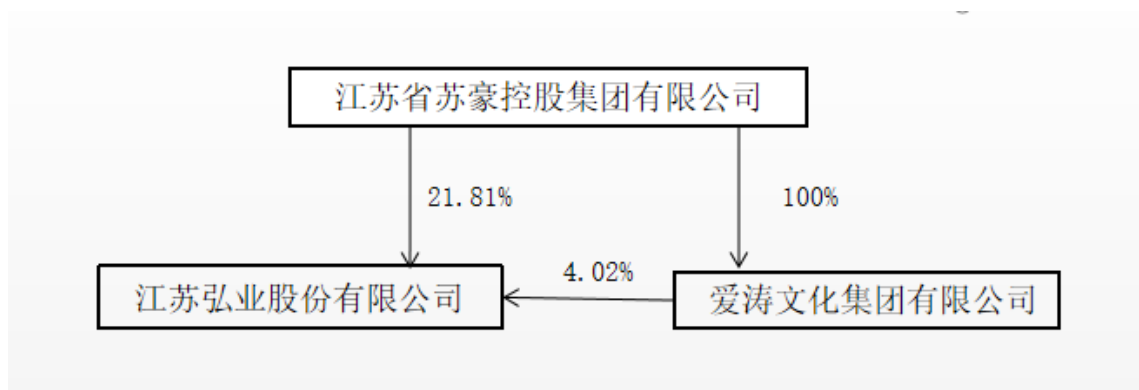 江苏省苏豪控股集团有限公司
21.81%
100%
4.02%
江苏弘业股份有限公司
爱涛文化集团有限公司